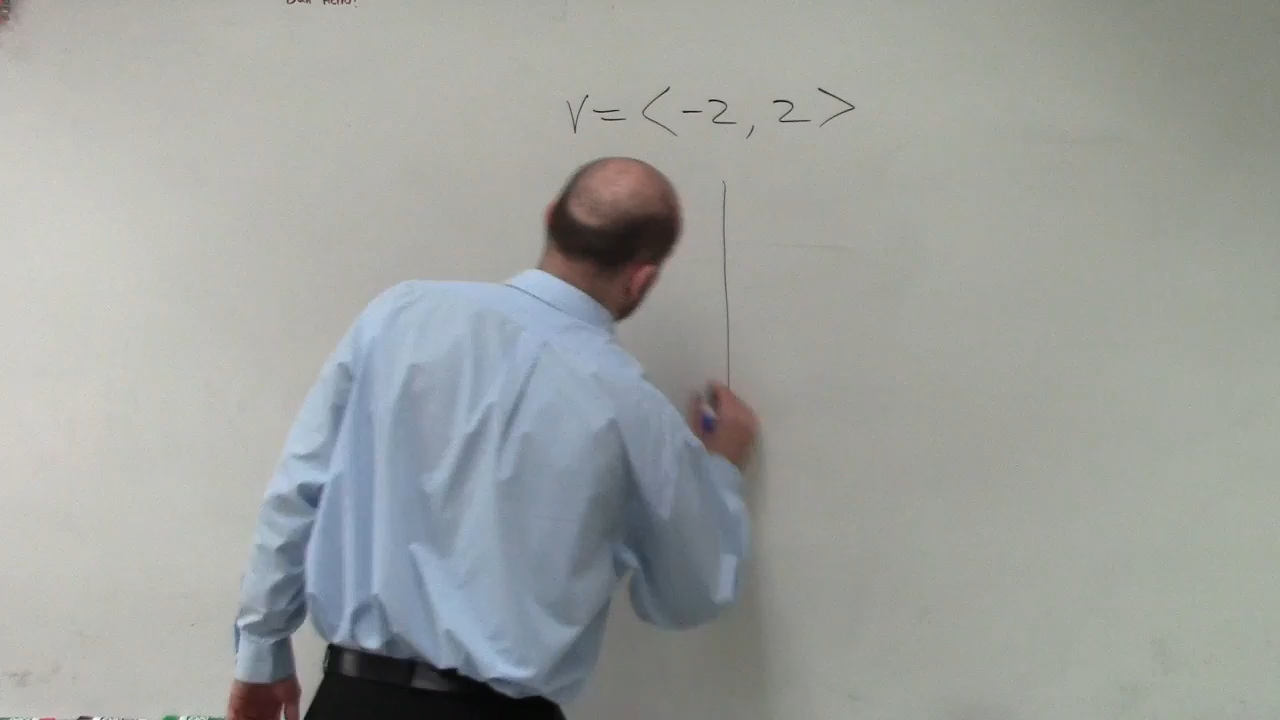 v = < -2, 2 >